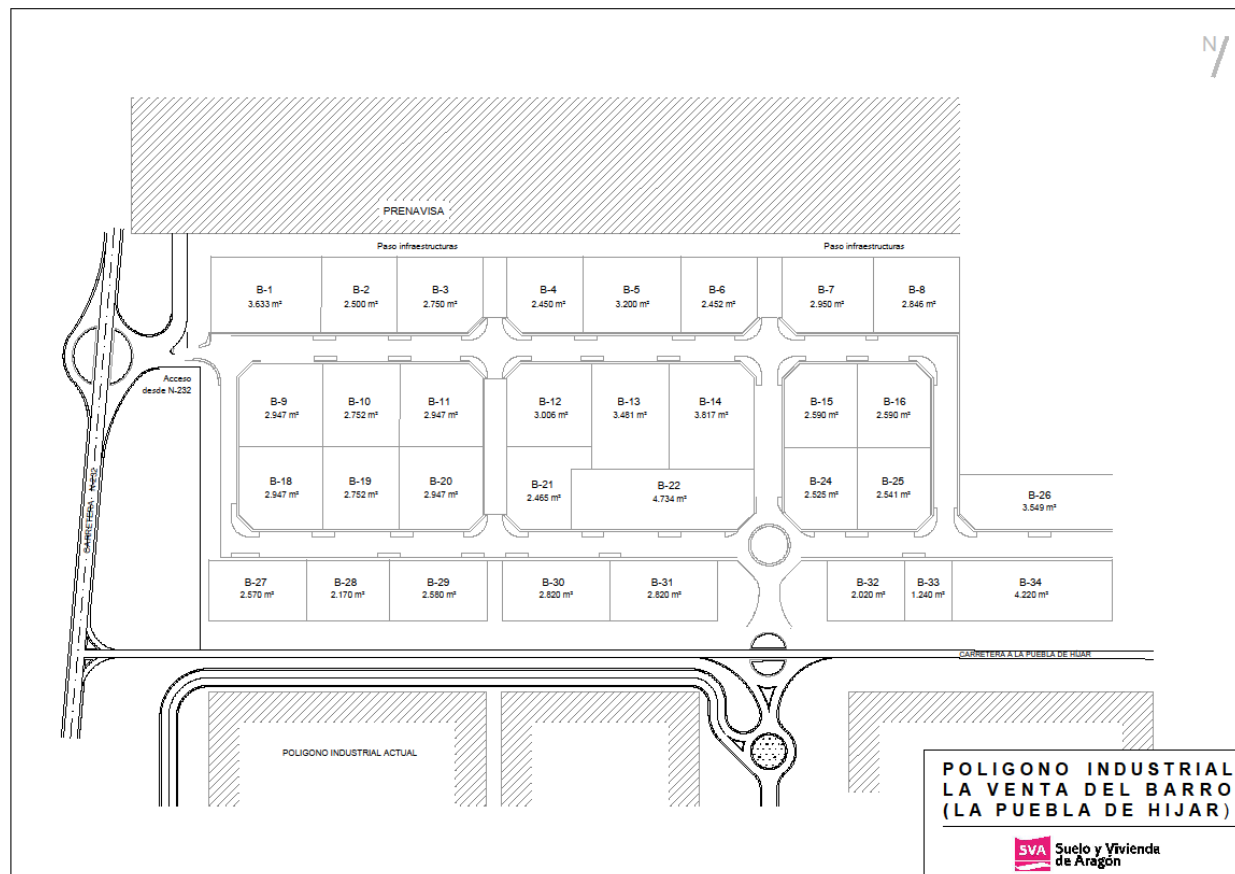 N
PRENAVISA
Paso infraestructuras
Paso infraestructuras
B-1
3.633 m²
B-2
2.500 m²
B-3
2.750 m²
B-4
2.450 m²
B-5
3.200 m²
B-6
2.452 m²
B-7
2.950 m²
B-8
2.846 m²
Acceso
desde N-232
B-9
2.947 m²
B-10
2.752 m²
B-11
2.947 m²
B-12
3.006 m²
B-13
3.481 m²
B-14
3.817 m²
B-15
2.590 m²
B-16
2.590 m²
CARRETERA N-232
B-18
2.947 m²
B-19
2.752 m²
B-20
2.947 m²
B-21
2.465 m²
B-22
4.734 m²
B-24
2.525 m²
B-25
2.541 m²
B-26
3.549 m²
B-27
2.570 m²
B-28
2.170 m²
B-29
2.580 m²
B-30
2.820 m²
B-31
2.820 m²
B-32
2.020 m²
B-33
1.240 m²
B-34
4.220 m²
CARRETERA A LA PUEBLA DE HIJAR
POLIGONO INDUSTRIAL ACTUAL
POLIGONO INDUSTRIAL
LA VENTA DEL BARRO
(LA PUEBLA DE HIJAR)
SVA Suelo y Vivienda
de Aragón